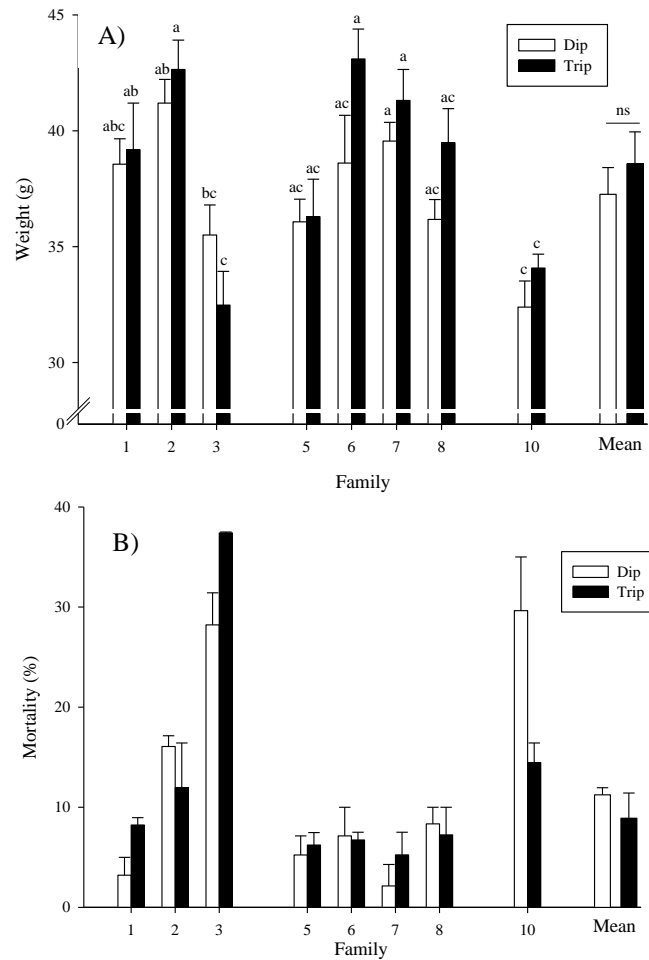 A)
Dip
Trip
45
40
35
30
0
Weight (g)
abc
ab
ab
a
bc
c
ac
ac
ac
a
a
a
ac
ac
c
c
ns
1
2
3
5
6
7
8
10
Mean
Family
B)
Dip
Trip
40
30
20
10
0
Mortality (%)
1
2
3
5
6
7
8
10
Mean
Family